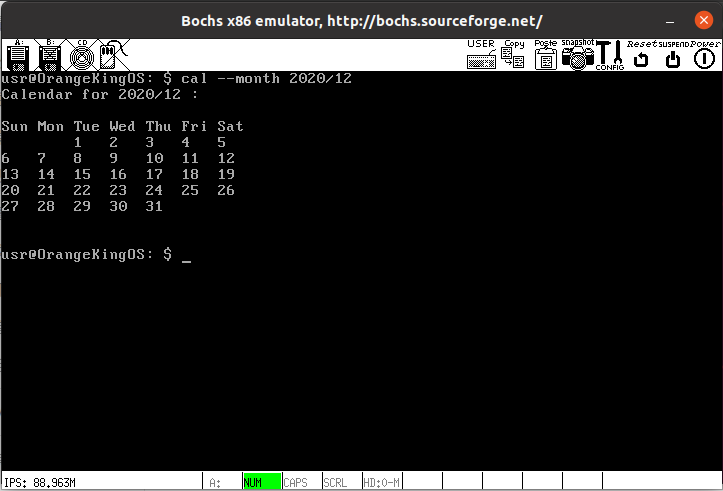 Bochs x86 emulator, http://bochs.sourceforge.net/
A: B: CD USER Copy Paste snapshot CONFIG Reset SUSPEND Power
usr@OrangeKingOS: $ cal --month 2020/12
Calendar for 2020/12 :
Sun Mon Tue Wed Thu Fri Sat
1 2 3 4 5
6 7 8 9 10 11 12
13 14 15 16 17 18 19
20 21 22 23 24 25 26
27 28 29 30 31
usr@OrangeKingOS: $ _
IPS: 88.963M A: NUM CAPS SCRL HD:0-M